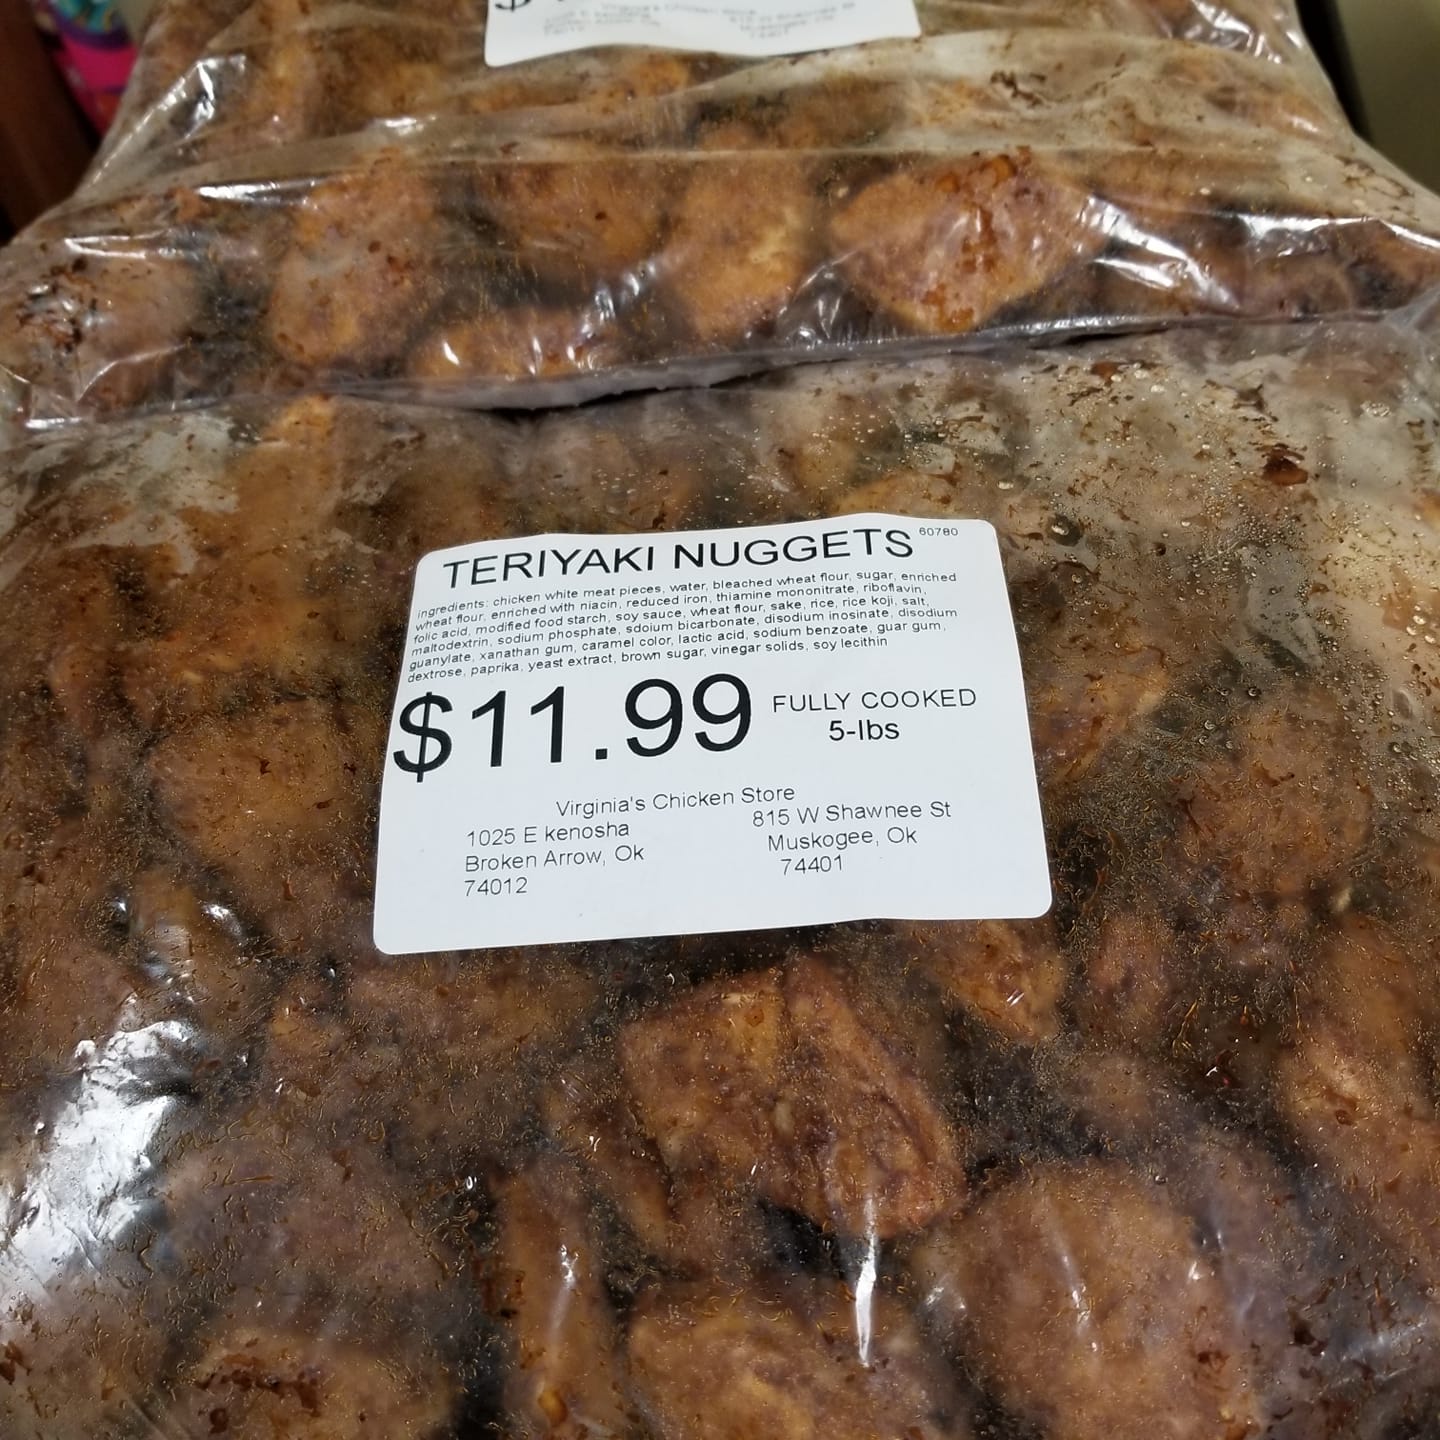 $
TERIYAKI NUGGETS 60780
ingredients: chicken white meat pieces, water, bleached wheat flour, sugar, enriched
wheat flour, enriched with niacin, reduced iron, thiamine mononitrate, riboflavin,
folic acid, modified food starch, soy sauce, wheat flour, sake, rice, rice koji, salt,
maltodextrin, sodium phosphate, sdoium bicarbonate, disodium inosinate, disodium
guanylate, xanathan gum, caramel color, lactic acid, sodium benzoate, guar gum,
dextrose, paprika, yeast extract, brown sugar, vinegar solids, soy lecithin
$11.99 FULLY COOKED
5-lbs
Virginia's Chicken Store
1025 E kenosha 815 W Shawnee St
Broken Arrow, Ok Muskogee, Ok
74012 74401